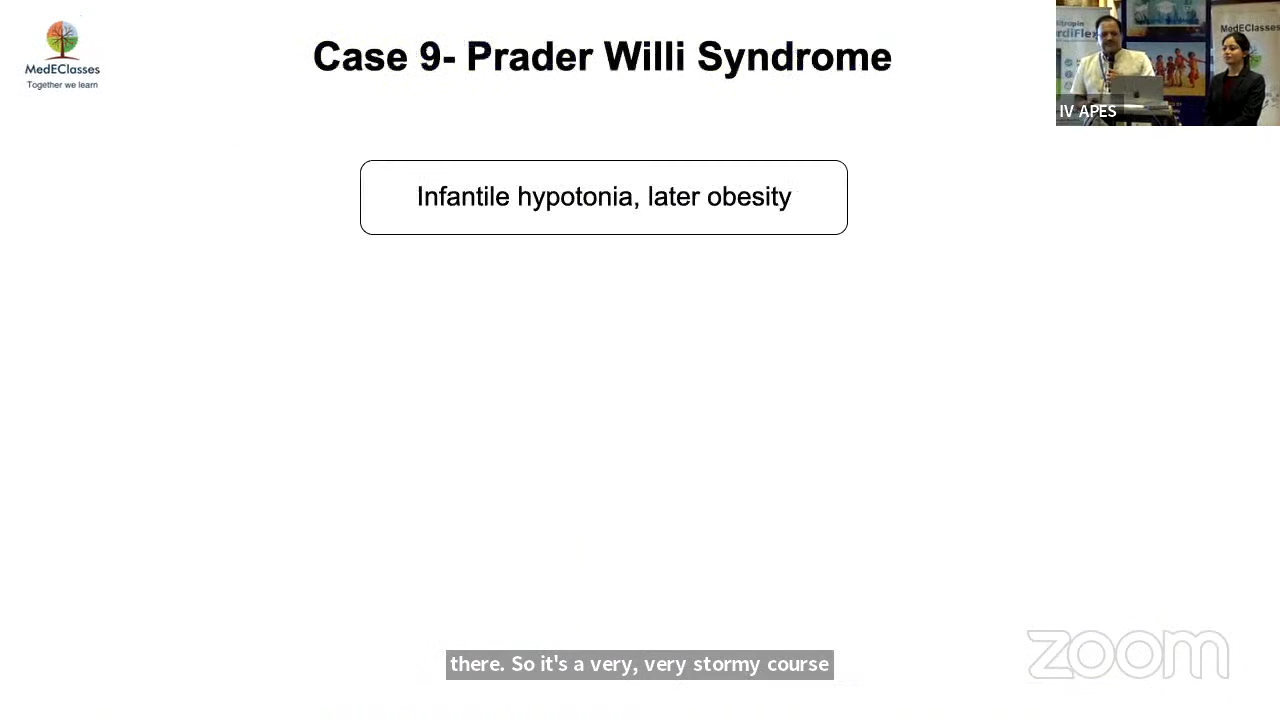 MedEClasses
Together we learn
Case 9- Prader Willi Syndrome
MedEClasses
IV APES
Infantile hypotonia, later obesity
there. So it's a very, very stormy course
zoom